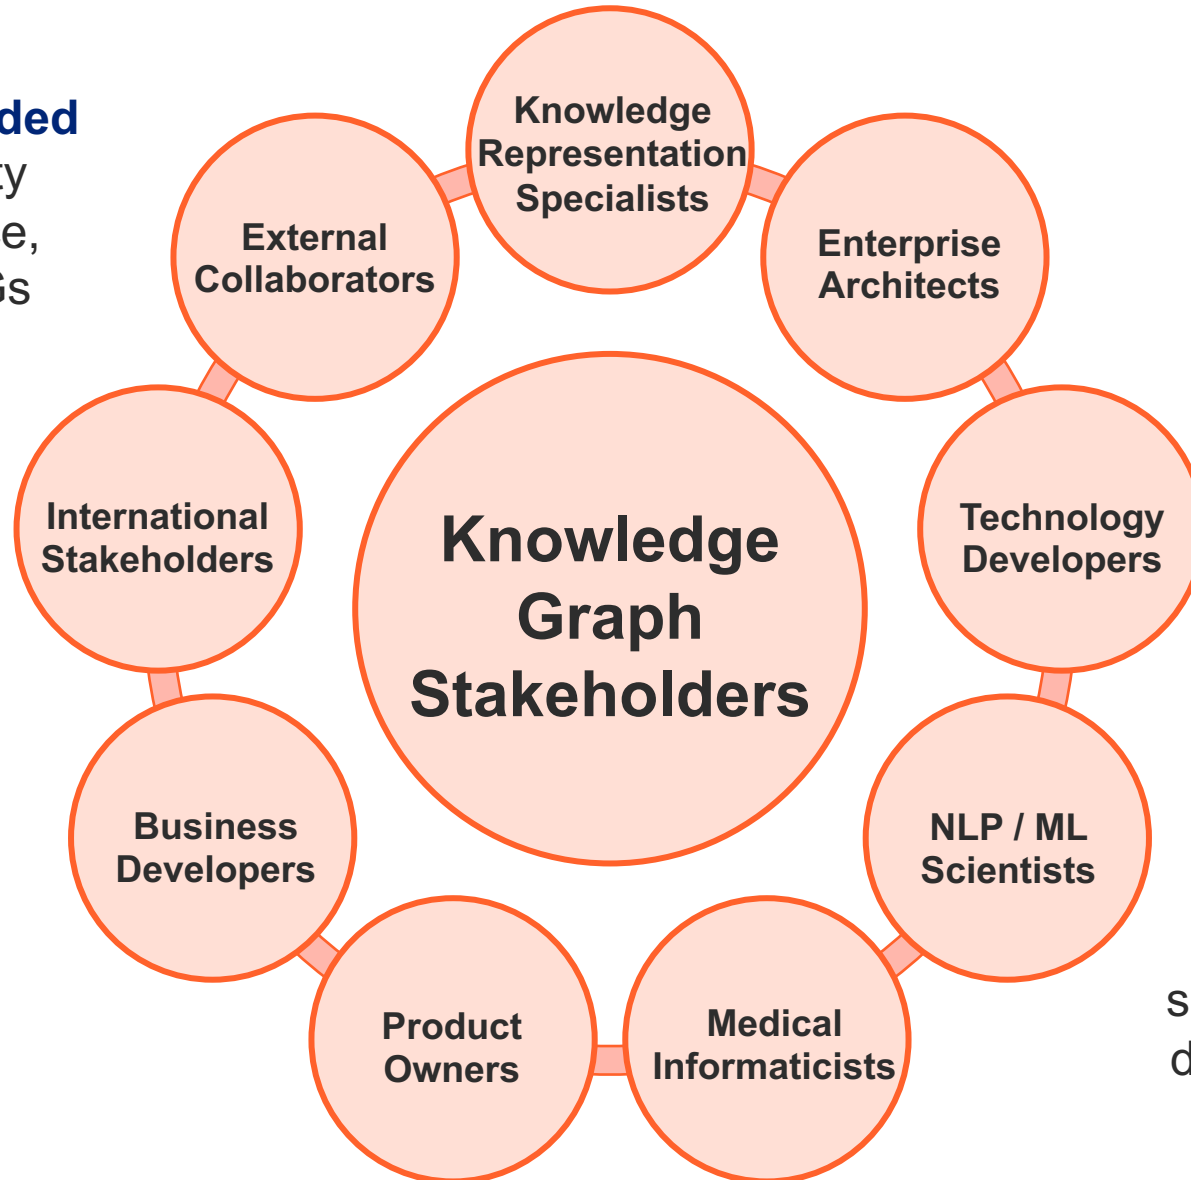 Knowledge
Representation
Specialists
Enterprise
Architects
Technology
Developers
NLP / ML
Scientists
Medical
Informaticists
Product
Owners
Business
Developers
International
Stakeholders
External
Collaborators
Knowledge
Graph
Stakeholders